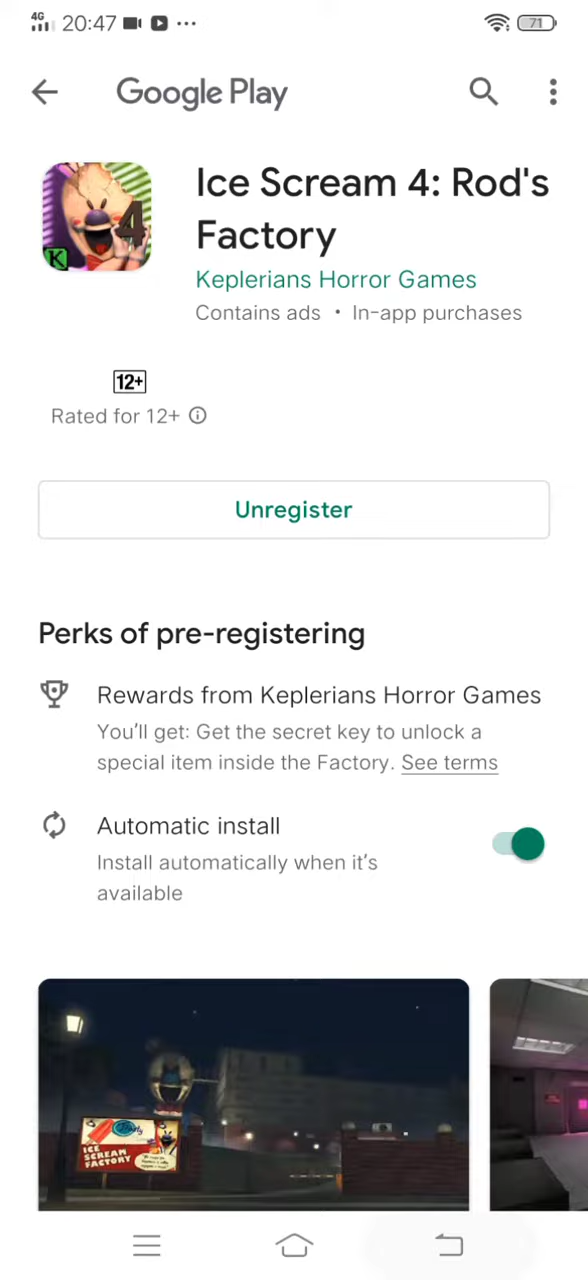 4G
20:47
71
Google Play
Ice Scream 4: Rod's
Factory
4
K
Keplerians Horror Games
Contains ads • In-app purchases
12+
Rated for 12+
Unregister
Perks of pre-registering
Rewards from Keplerians Horror Games
You'll get: Get the secret key to unlock a
special item inside the Factory. See terms
Automatic install
Install automatically when it's
available
ICE
SCREAM
FACTORY